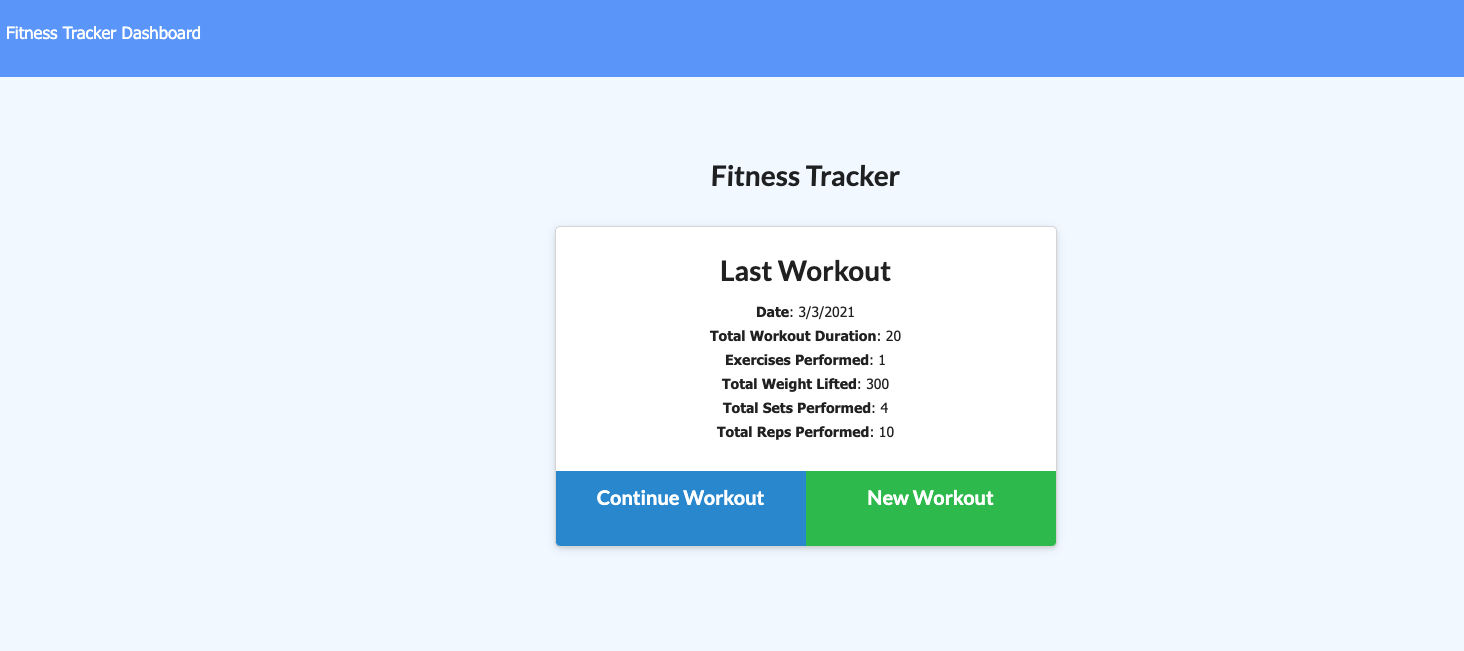 Fitness Tracker Dashboard
Fitness Tracker
Last Workout
Date: 3/3/2021
Total Workout Duration: 20
Exercises Performed: 1
Total Weight Lifted: 300
Total Sets Performed: 4
Total Reps Performed: 10
Continue Workout
New Workout